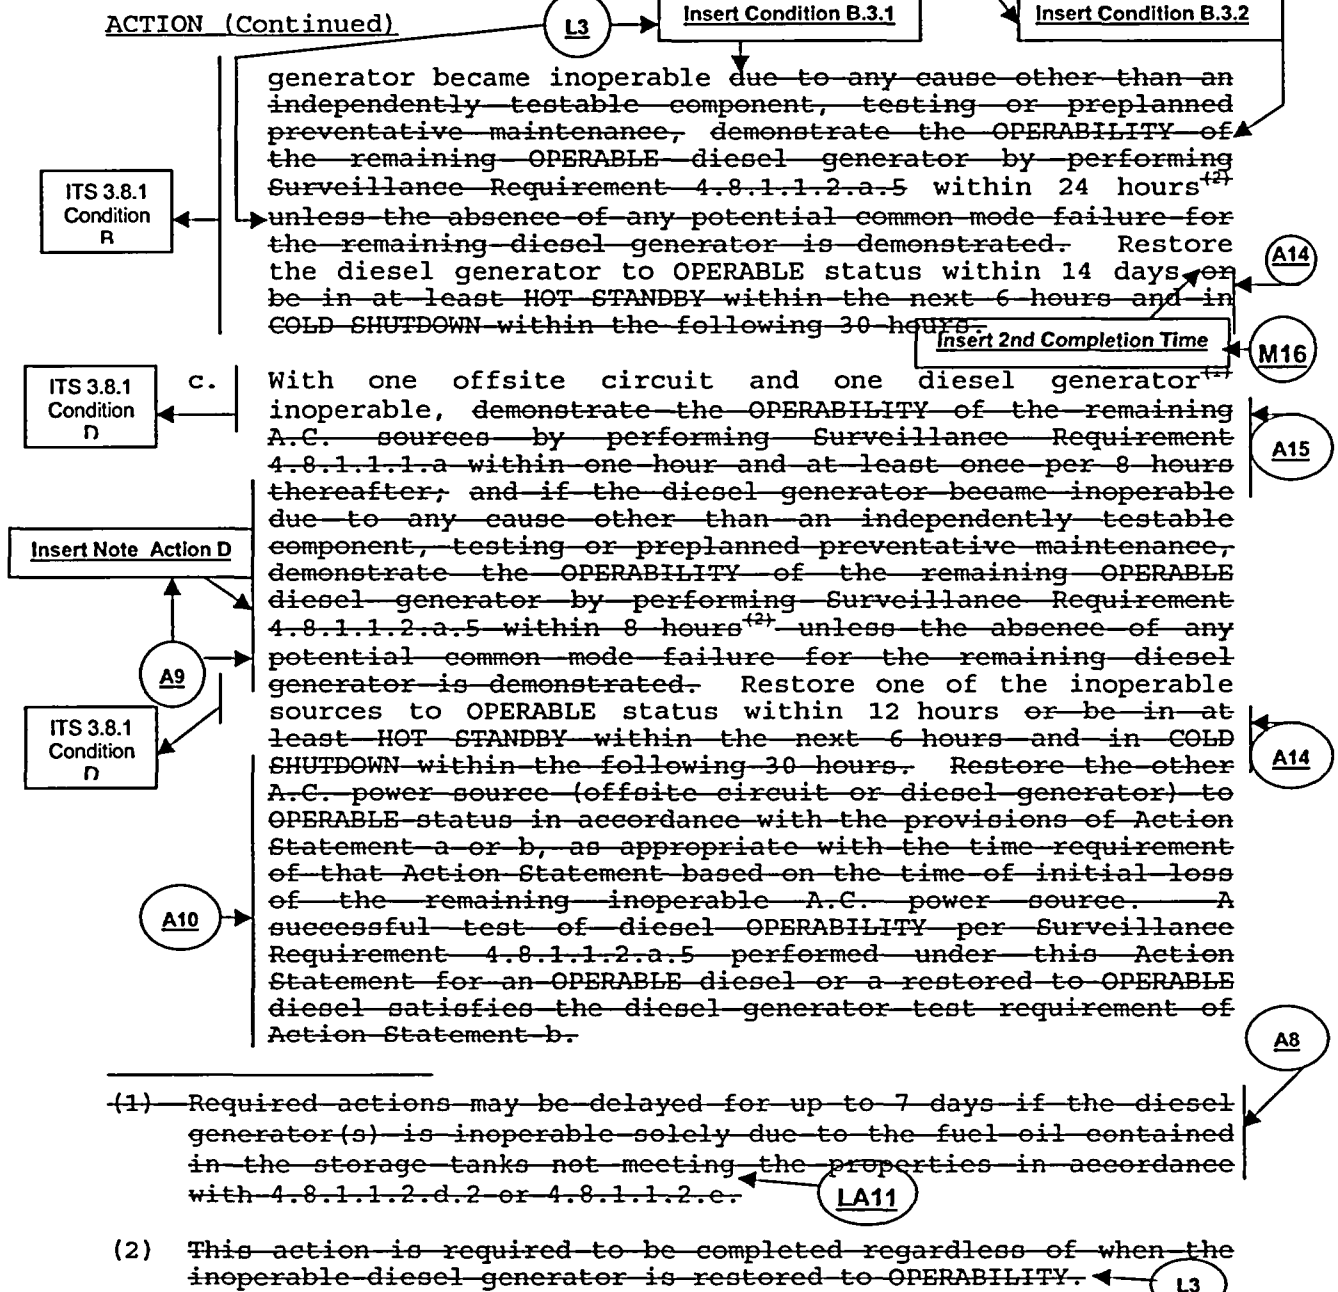 ACTION (Continued)
L3
Insert Condition B.3.1
Insert Condition B.3.2
generator became inoperable due to any cause other than an
independently testable component, testing or preplanned
preventative maintenance, demonstrate the OPERABILITY of
the remaining OPERABLE diesel generator by performing
Surveillance Requirement 4.8.1.1.2.a.5 within 24 hours(2)
unless the absence of any potential common mode failure for
the remaining diesel generator is demonstrated. Restore
the diesel generator to OPERABLE status within 14 days or
be in at least HOT STANDBY within the next 6 hours and in
COLD SHUTDOWN within the following 30 hours.
ITS 3.8.1
Condition
B
A14
Insert 2nd Completion Time
M16
ITS 3.8.1
Condition
D
c. With one offsite circuit and one diesel generator(1)
inoperable, demonstrate the OPERABILITY of the remaining
A.C. sources by performing Surveillance Requirement
4.8.1.1.1.a within one hour and at least once per 8 hours
thereafter; and if the diesel generator became inoperable
due to any cause other than an independently testable
component, testing or preplanned preventative maintenance,
demonstrate the OPERABILITY of the remaining OPERABLE
diesel generator by performing Surveillance Requirement
4.8.1.1.2.a.5 within 8 hours(2) unless the absence of any
potential common mode failure for the remaining diesel
generator is demonstrated. Restore one of the inoperable
sources to OPERABLE status within 12 hours or be in at
least HOT STANDBY within the next 6 hours and in COLD
SHUTDOWN within the following 30 hours. Restore the other
A.C. power source (offsite circuit or diesel generator) to
OPERABLE status in accordance with the provisions of Action
Statement a or b, as appropriate with the time requirement
of that Action Statement based on the time of initial loss
of the remaining inoperable A.C. power source. A
successful test of diesel OPERABILITY per Surveillance
Requirement 4.8.1.1.2.a.5 performed under this Action
Statement for an OPERABLE diesel or a restored to OPERABLE
diesel satisfies the diesel generator test requirement of
Action Statement b.
A15
Insert Note Action D
A9
ITS 3.8.1
Condition
D
A14
A10
A8
(1) Required actions may be delayed for up to 7 days if the diesel
generator(s) is inoperable solely due to the fuel oil contained
in the storage tanks not meeting the properties in accordance
with 4.8.1.1.2.d.2 or 4.8.1.1.2.e.
LA11
(2) This action is required to be completed regardless of when the
inoperable diesel generator is restored to OPERABILITY.
L3